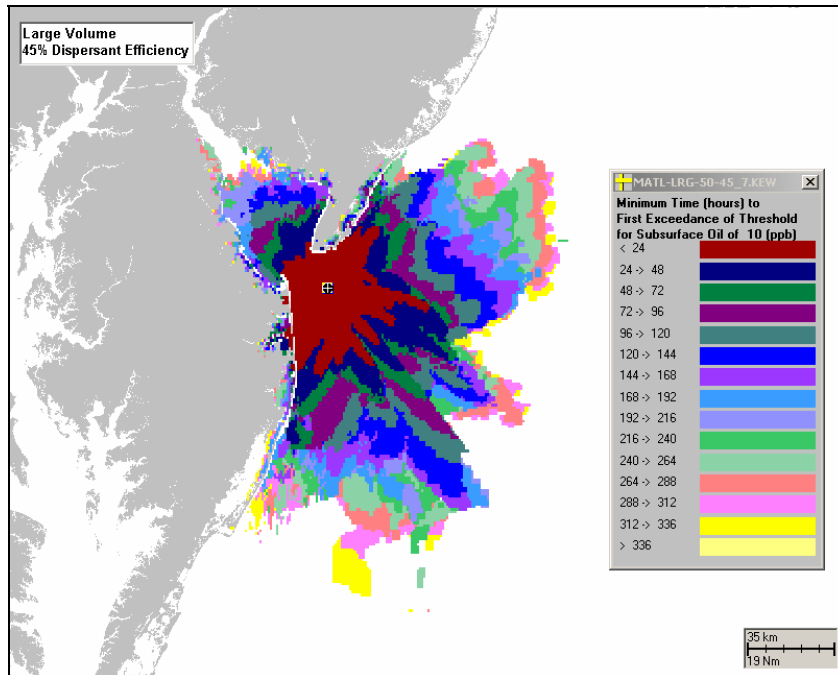 Large Volume
45% Dispersant Efficiency
MATL-LRG-50-45_7.KEW
Minimum Time (hours) to
First Exceedance of Threshold
for Subsurface Oil of 10 (ppb)
< 24
24 -> 48
48 -> 72
72 -> 96
96 -> 120
120 -> 144
144 -> 168
168 -> 192
192 -> 216
216 -> 240
240 -> 264
264 -> 288
288 -> 312
312 -> 336
> 336
35 km
19 Nm